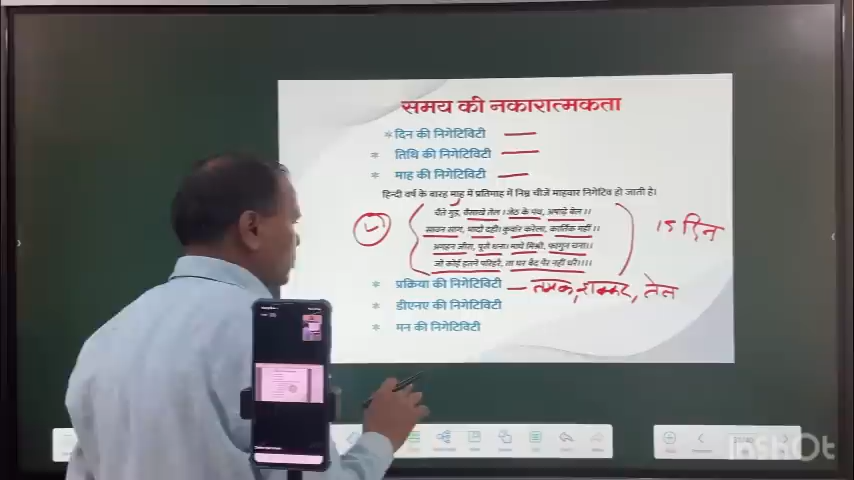 समय की नकारात्मकता
* दिन की निगेटिविटी
* तिथि की निगेटिविटी
* माह की निगेटिविटी
हिन्दी वर्ष के बारह माह में प्रतिमाह में निम्न चीजें माहवार निगेटिव हो जाती है।
चैते गुड़, वैसाखे तेल । जेठ के पंथ, अषाढ़े बेल ।।
सावन साग, भादो दही। कुवांर करेला, कार्तिक मही ।।
अगहन जीरा, पूसे धना। माघे मिश्री, फागुन चना।।
जो कोई इतने परिहरै, ता घर बैद पैर नहीं धरै।।।।
15 दिन
* प्रक्रिया की निगेटिविटी — नमक, शक्कर, तेल
* डीएनए की निगेटिविटी
* मन की निगेटिविटी
InShOt